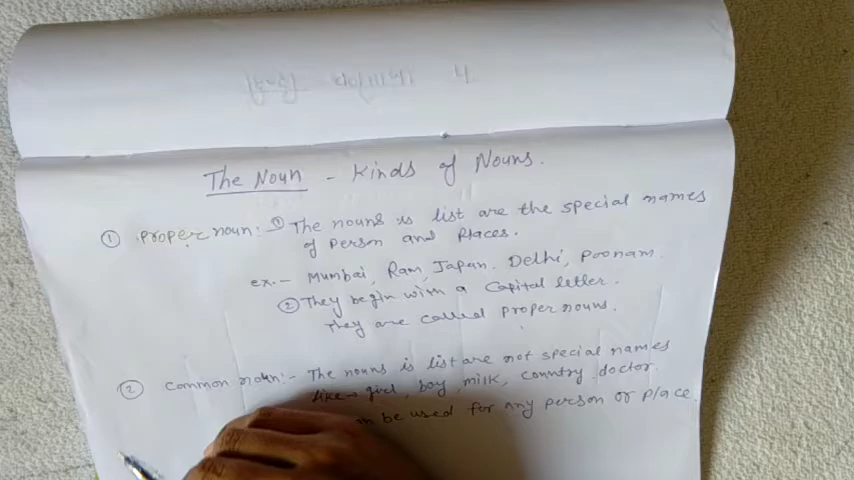 The Noun - Kinds of Nouns.
① Proper noun:- ① The nouns is list are the special names
of person and places.
ex.- Mumbai, Ram, Japan. Delhi, Poonam.
② They begin with a Capital letter.
They are called proper nouns.
② Common noun:- The nouns is list are not special names
like→ girl, boy, milk, country doctor.
be used for any person or place.